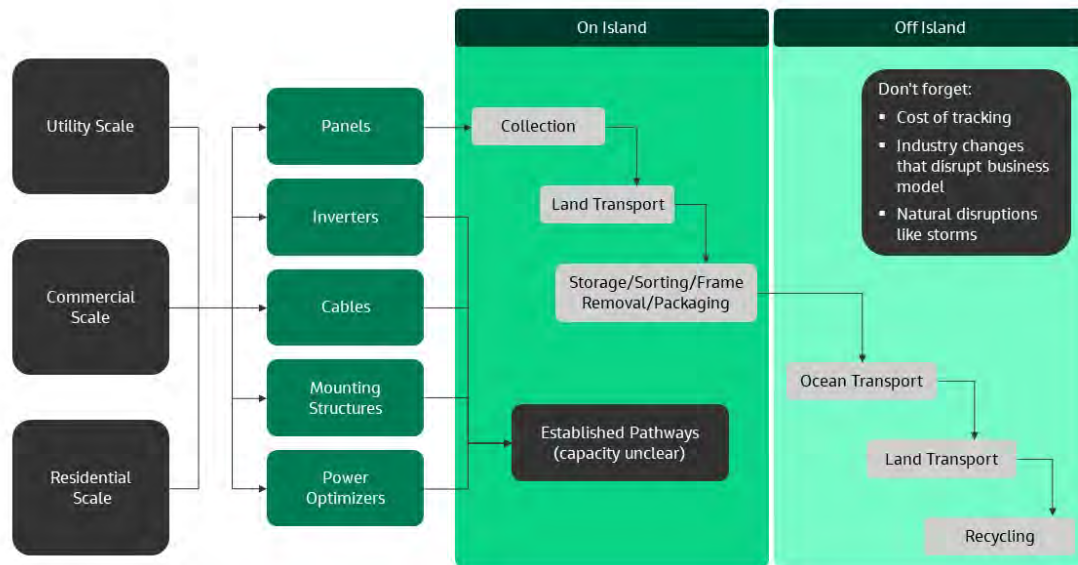 On Island
Off Island
Utility Scale
Commercial
Scale
Residential
Scale
Panels
Inverters
Cables
Mounting
Structures
Power
Optimizers
Collection
Land Transport
Storage/Sorting/Frame
Removal/Packaging
Established Pathways
(capacity unclear)
Don't forget:
▪ Cost of tracking
▪ Industry changes
that disrupt business
model
▪ Natural disruptions
like storms
Ocean Transport
Land Transport
Recycling